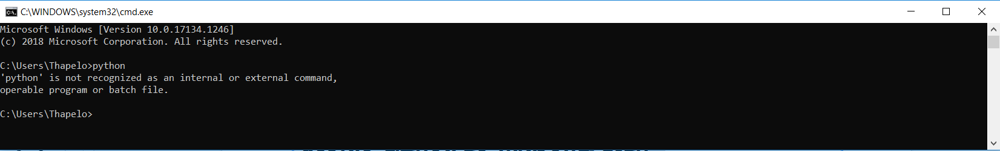 C:\WINDOWS\system32\cmd.exe
Microsoft Windows [Version 10.0.17134.1246]
(c) 2018 Microsoft Corporation. All rights reserved.
C:\Users\Thapelo>python
'python' is not recognized as an internal or external command,
operable program or batch file.
C:\Users\Thapelo>